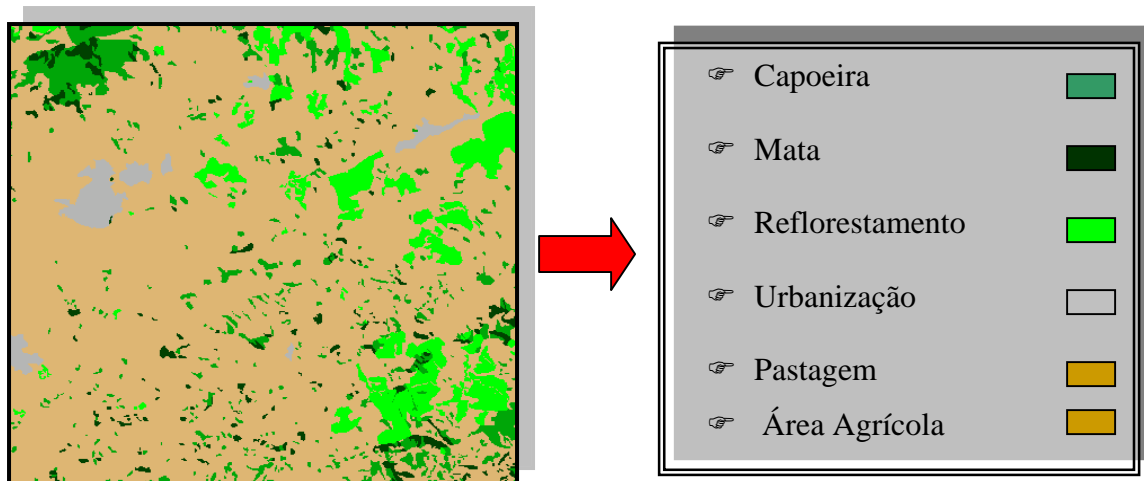 ☞ Capoeira
☞ Mata
☞ Reflorestamento
☞ Urbanização
☞ Pastagem
☞ Área Agrícola